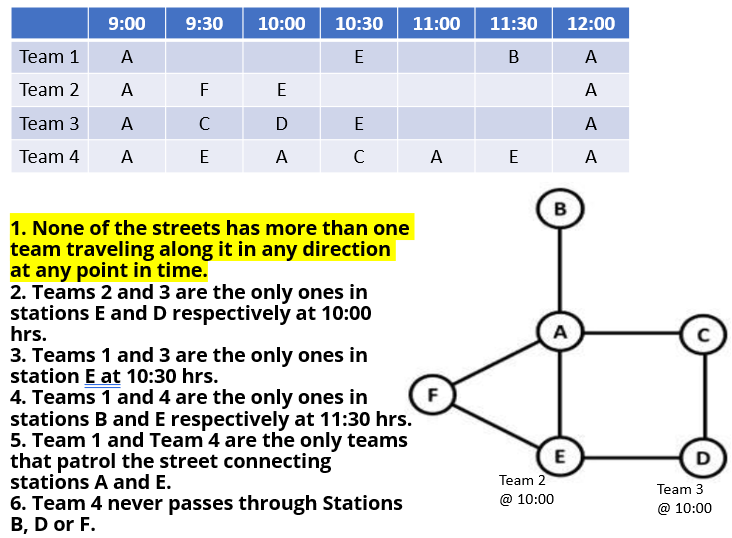 9:00 9:30 10:00 10:30 11:00 11:30 12:00
Team 1 A E B A
Team 2 A F E A
Team 3 A C D E A
Team 4 A E A C A E A
1. None of the streets has more than one
team traveling along it in any direction
at any point in time.
2. Teams 2 and 3 are the only ones in
stations E and D respectively at 10:00
hrs.
3. Teams 1 and 3 are the only ones in
station E at 10:30 hrs.
4. Teams 1 and 4 are the only ones in
stations B and E respectively at 11:30 hrs.
5. Team 1 and Team 4 are the only teams
that patrol the street connecting
stations A and E.
6. Team 4 never passes through Stations
B, D or F.
B
A
C
F
E
D
Team 2
@ 10:00
Team 3
@ 10:00